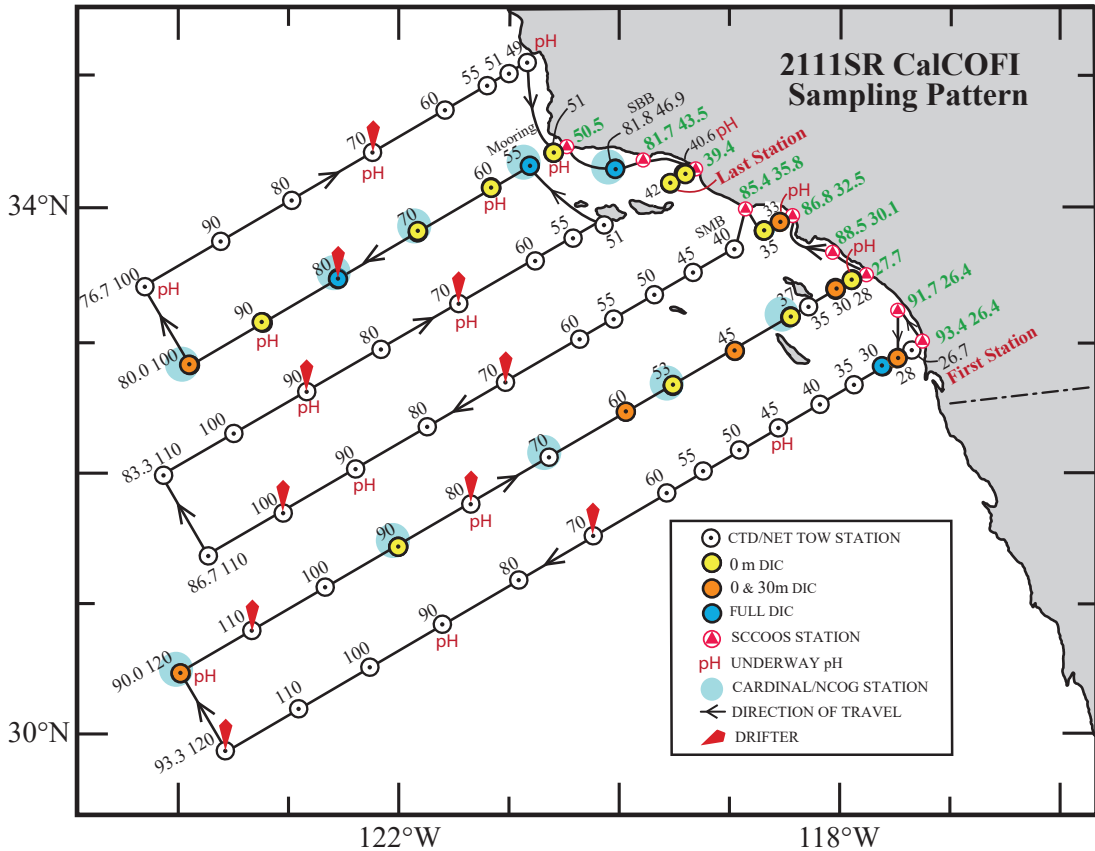 2111SR CalCOFI
Sampling Pattern
34°N
30°N
122°W
118°W
76.7 100
90
80
70
pH
60
55
51
49
pH
pH
80.0 100
90
pH
80
70
60
pH
55
Mooring
51
pH
50.5
SBB
81.8 46.9
81.7 43.5
40.6
pH
39.4
42
Last Station
83.3 110
100
90
pH
80
70
60
55
51
86.7 110
100
90
pH
80
70
60
55
50
45
40
SMB
85.4 35.8
33
pH
35
86.8 32.5
88.5 30.1
90.0 120
pH
110
100
90
80
pH
70
60
53
45
37
35
30
28
pH
27.7
91.7 26.4
93.4 26.4
First Station
26.7
28
93.3 120
110
100
90
pH
80
70
60
55
50
45
pH
40
35
30
CTD/NET TOW STATION
0 m DIC
0 & 30m DIC
FULL DIC
SCCOOS STATION
pH UNDERWAY pH
CARDINAL/NCOG STATION
DIRECTION OF TRAVEL
DRIFTER